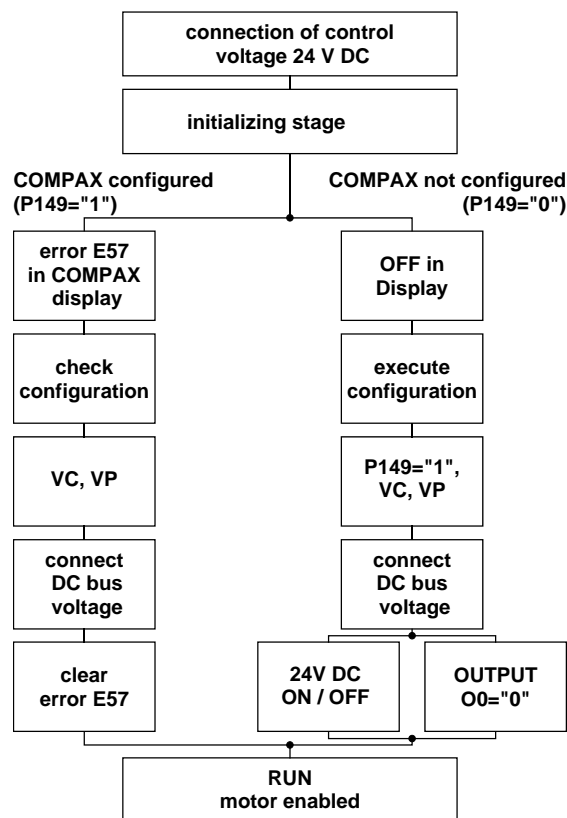 connection of control
voltage 24 V DC
initializing stage
COMPAX configured
(P149="1")
COMPAX not configured
(P149="0")
error E57
in COMPAX
display
OFF in
Display
check
configuration
execute
configuration
VC, VP
P149="1",
VC, VP
connect
DC bus
voltage
connect
DC bus
voltage
clear
error E57
24V DC
ON / OFF
OUTPUT
O0="0"
RUN
motor enabled